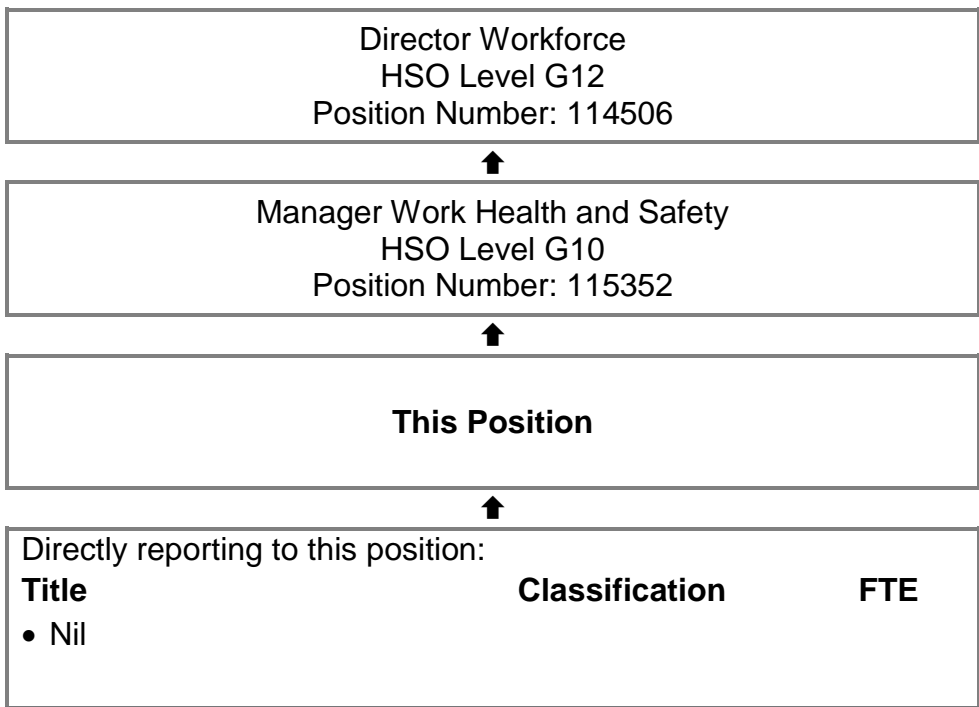 Director Workforce
HSO Level G12
Position Number: 114506
Manager Work Health and Safety
HSO Level G10
Position Number: 115352
This Position
Directly reporting to this position:
Title Classification FTE
• Nil